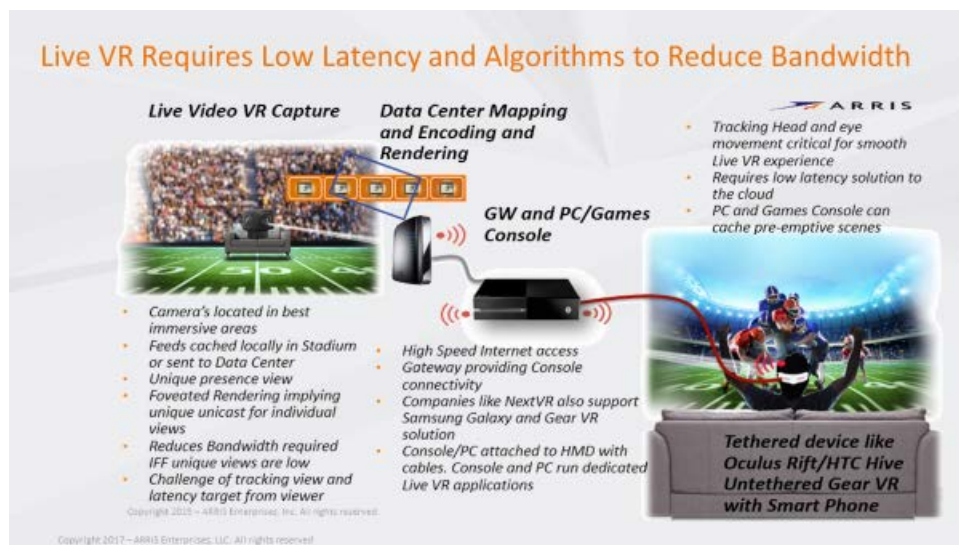 Live VR Requires Low Latency and Algorithms to Reduce Bandwidth
Live Video VR Capture
Data Center Mapping
and Encoding and
Rendering
GW and PC/Games
Console
ARRIS
• Tracking Head and eye
movement critical for smooth
Live VR experience
• Requires low latency solution to
the cloud
• PC and Games Console can
cache pre-emptive scenes
50
• Camera's located in best
immersive areas
• Feeds cached locally in Stadium
or sent to Data Center
• Unique presence view
• Foveated Rendering implying
unique unicast for individual
views
• Reduces Bandwidth required
IFF unique views are low
• Challenge of tracking view and
latency target from viewer
• High Speed Internet access
• Gateway providing Console
connectivity
• Companies like NextVR also support
Samsung Galaxy and Gear VR
solution
• Console/PC attached to HMD with
cables. Console and PC run dedicated
Live VR applications
Tethered device like
Oculus Rift/HTC Hive
Untethered Gear VR
with Smart Phone
Copyright – ARRIS Enterprises, Inc. All rights reserved.
Copyright 2017 – ARRIS Enterprises, LLC. All rights reserved